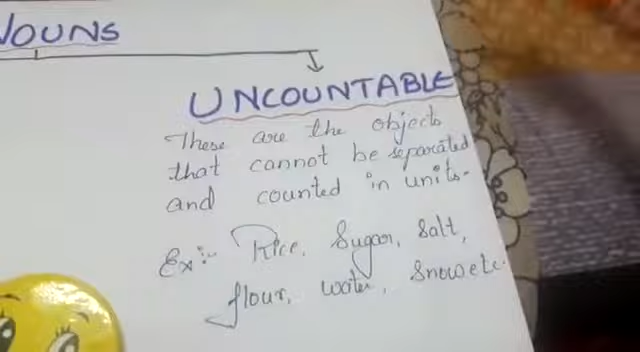 NOUNS
UNCOUNTABLE
These are the objects
that cannot be separated
and counted in units.
Ex:- Rice, Sugar, Salt,
flour, water, Snow etc.